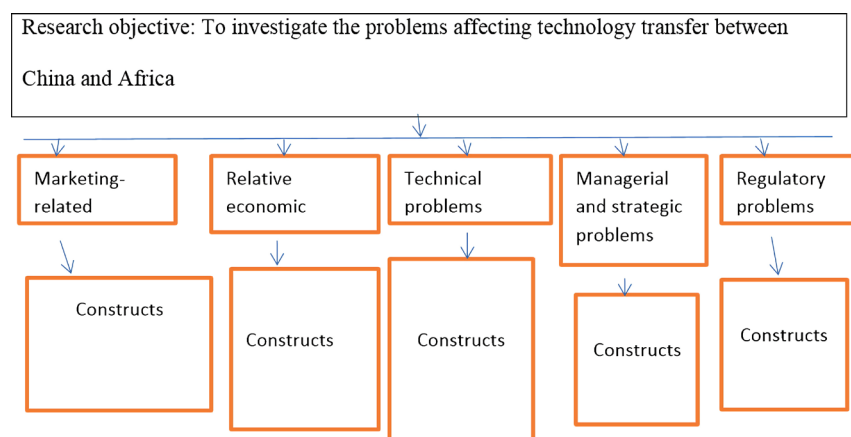 Research objective: To investigate the problems affecting technology transfer between
China and Africa
Marketing-
related
Relative
economic
Technical
problems
Managerial
and strategic
problems
Regulatory
problems
Constructs
Constructs
Constructs
Constructs
Constructs